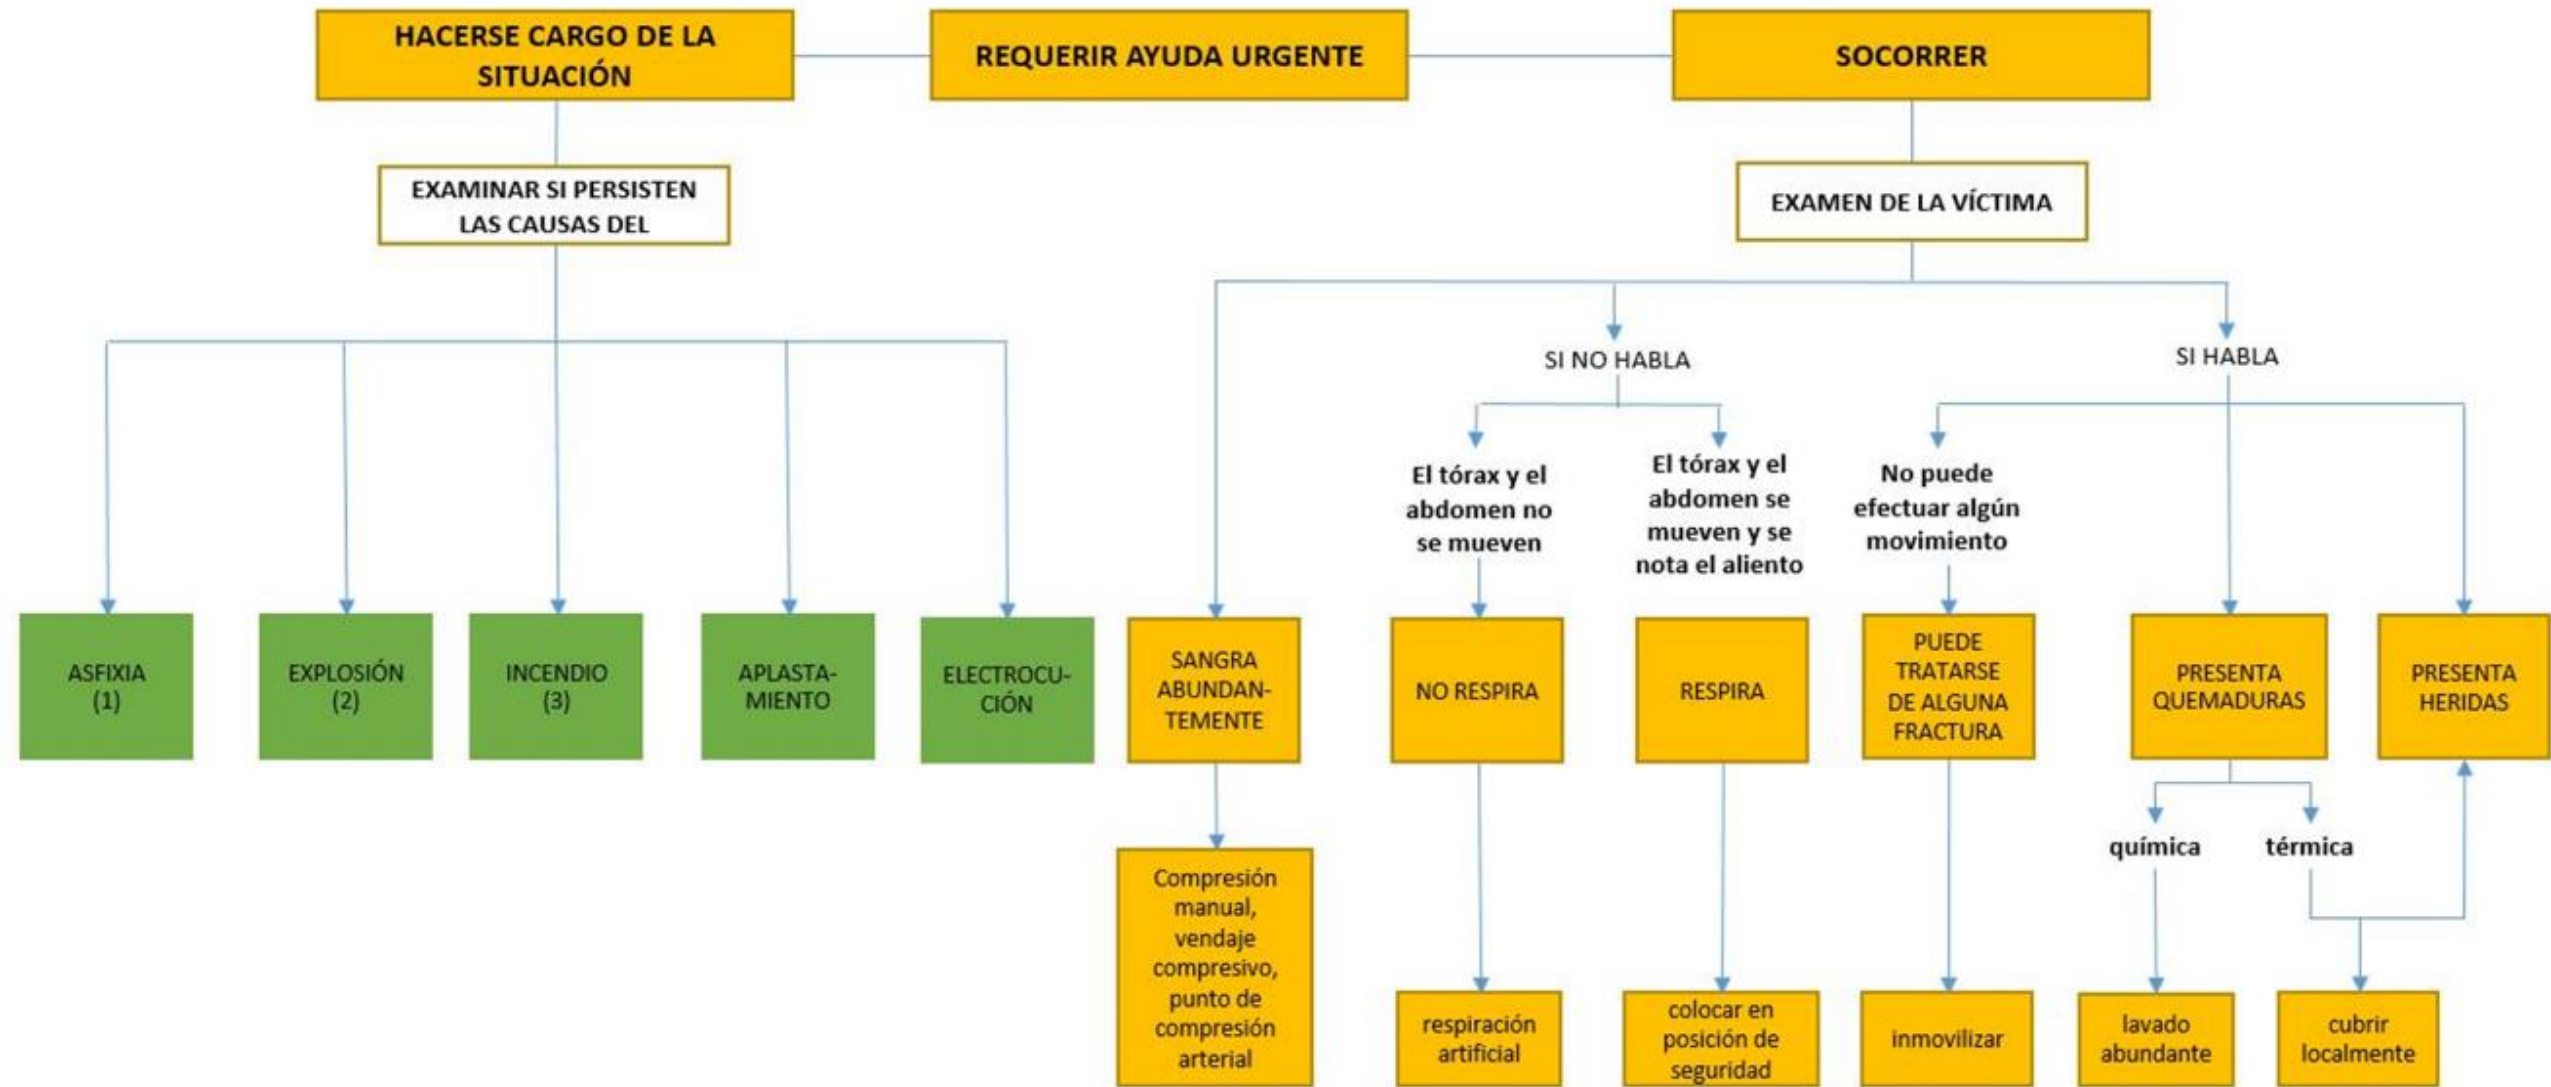 HACERSE CARGO DE LA
SITUACIÓN
REQUERIR AYUDA URGENTE
SOCORRER
EXAMINAR SI PERSISTEN
LAS CAUSAS DEL
EXAMEN DE LA VÍCTIMA
SI NO HABLA
SI HABLA
El tórax y el
abdomen no
se mueven
El tórax y el
abdomen se
mueven y se
nota el aliento
No puede
efectuar algún
movimiento
ASFIXIA
(1)
EXPLOSIÓN
(2)
INCENDIO
(3)
APLASTA-
MIENTO
ELECTROCU-
CIÓN
SANGRA
ABUNDAN-
TEMENTE
NO RESPIRA
RESPIRA
PUEDE
TRATARSE
DE ALGUNA
FRACTURA
PRESENTA
QUEMADURAS
PRESENTA
HERIDAS
química
térmica
Compresión
manual,
vendaje
compresivo,
punto de
compresión
arterial
respiración
artificial
colocar en
posición de
seguridad
inmovilizar
lavado
abundante
cubrir
localmente